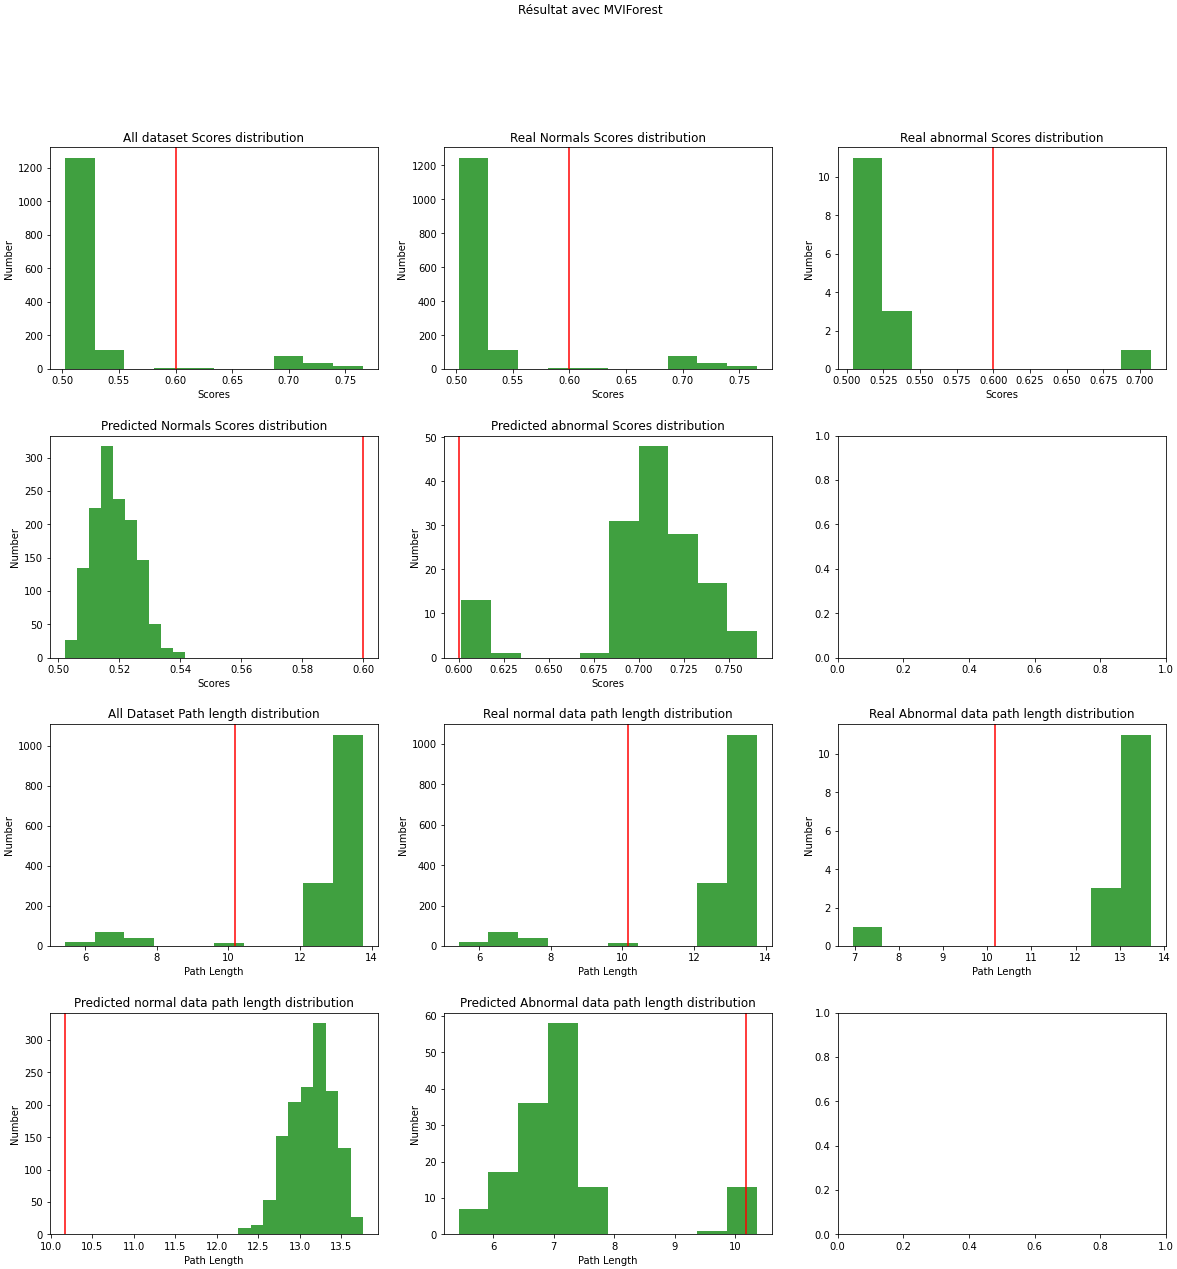 Résultat avec MVIForest
All dataset Scores distribution
Number
1200
1000
800
600
400
200
0
0.50 0.55 0.60 0.65 0.70 0.75
Scores
Real Normals Scores distribution
Number
1200
1000
800
600
400
200
0
0.50 0.55 0.60 0.65 0.70 0.75
Scores
Real abnormal Scores distribution
Number
10
8
6
4
2
0
0.500 0.525 0.550 0.575 0.600 0.625 0.650 0.675 0.700
Scores
Predicted Normals Scores distribution
Number
300
250
200
150
100
50
0
0.50 0.52 0.54 0.56 0.58 0.60
Scores
Predicted abnormal Scores distribution
Number
50
40
30
20
10
0
0.600 0.625 0.650 0.675 0.700 0.725 0.750
Scores
1.0
0.8
0.6
0.4
0.2
0.0
0.0 0.2 0.4 0.6 0.8 1.0
All Dataset Path length distribution
Number
1000
800
600
400
200
0
6 8 10 12 14
Path Length
Real normal data path length distribution
Number
1000
800
600
400
200
0
6 8 10 12 14
Path Length
Real Abnormal data path length distribution
Number
10
8
6
4
2
0
7 8 9 10 11 12 13 14
Path Length
Predicted normal data path length distribution
Number
300
250
200
150
100
50
0
10.0 10.5 11.0 11.5 12.0 12.5 13.0 13.5
Path Length
Predicted Abnormal data path length distribution
Number
60
50
40
30
20
10
0
6 7 8 9 10
Path Length
1.0
0.8
0.6
0.4
0.2
0.0
0.0 0.2 0.4 0.6 0.8 1.0